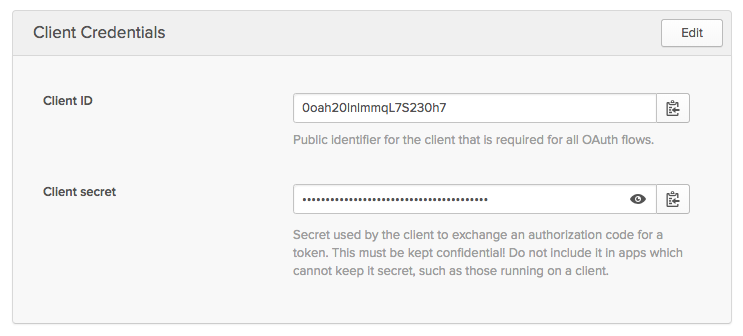 Client Credentials
Edit
Client ID
0oah20lnlmmqL7S230h7
Public identifier for the client that is required for all OAuth flows.
Client secret
••••••••••••••••••••••••••••••••••••••••
Secret used by the client to exchange an authorization code for a
token. This must be kept confidential! Do not include it in apps which
cannot keep it secret, such as those running on a client.